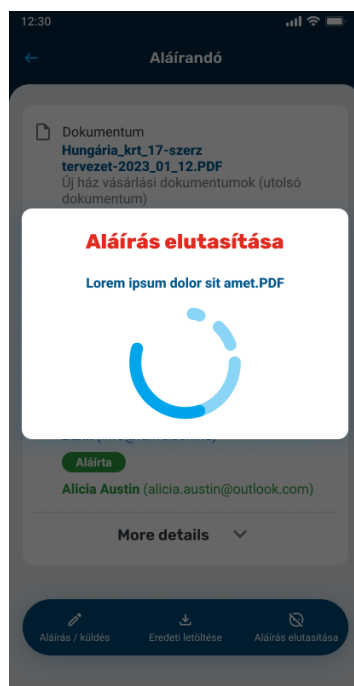 12:30
Aláírandó
Dokumentum
Hungária_krt_17-szerz
tervezet-2023_01_12.PDF
Új ház vásárlási dokumentumok (utolsó
dokumentum)
Aláírás elutasítása
Lorem ipsum dolor sit amet.PDF
Aláírta
Alicia Austin (alicia.austin@outlook.com)
More details
Aláírás / küldés
Eredeti letöltése
Aláírás elutasítása